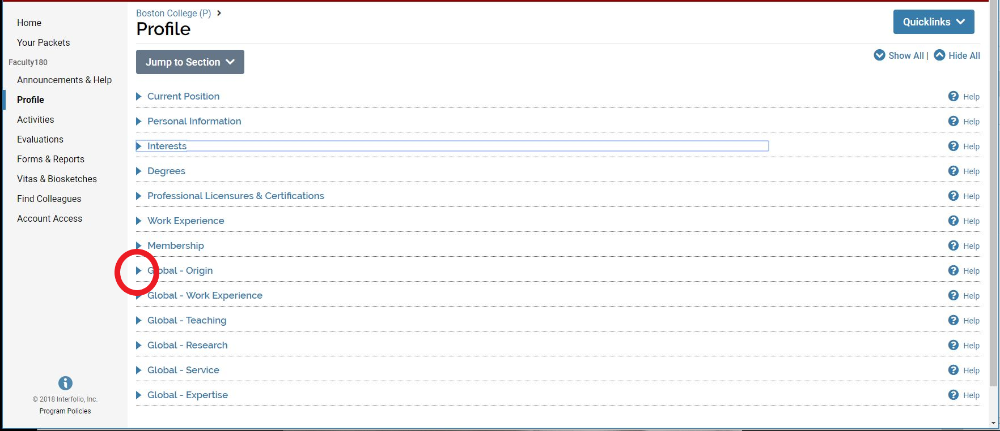 Home
Your Packets
Faculty180
Announcements & Help
Profile
Activities
Evaluations
Forms & Reports
Vitas & Biosketches
Find Colleagues
Account Access
© 2018 Interfolio, Inc.
Program Policies
Boston College (P)
Profile
Quicklinks
Jump to Section
Show All | Hide All
Current Position Help
Personal Information Help
Interests Help
Degrees Help
Professional Licensures & Certifications Help
Work Experience Help
Membership Help
Global - Origin Help
Global - Work Experience Help
Global - Teaching Help
Global - Research Help
Global - Service Help
Global - Expertise Help